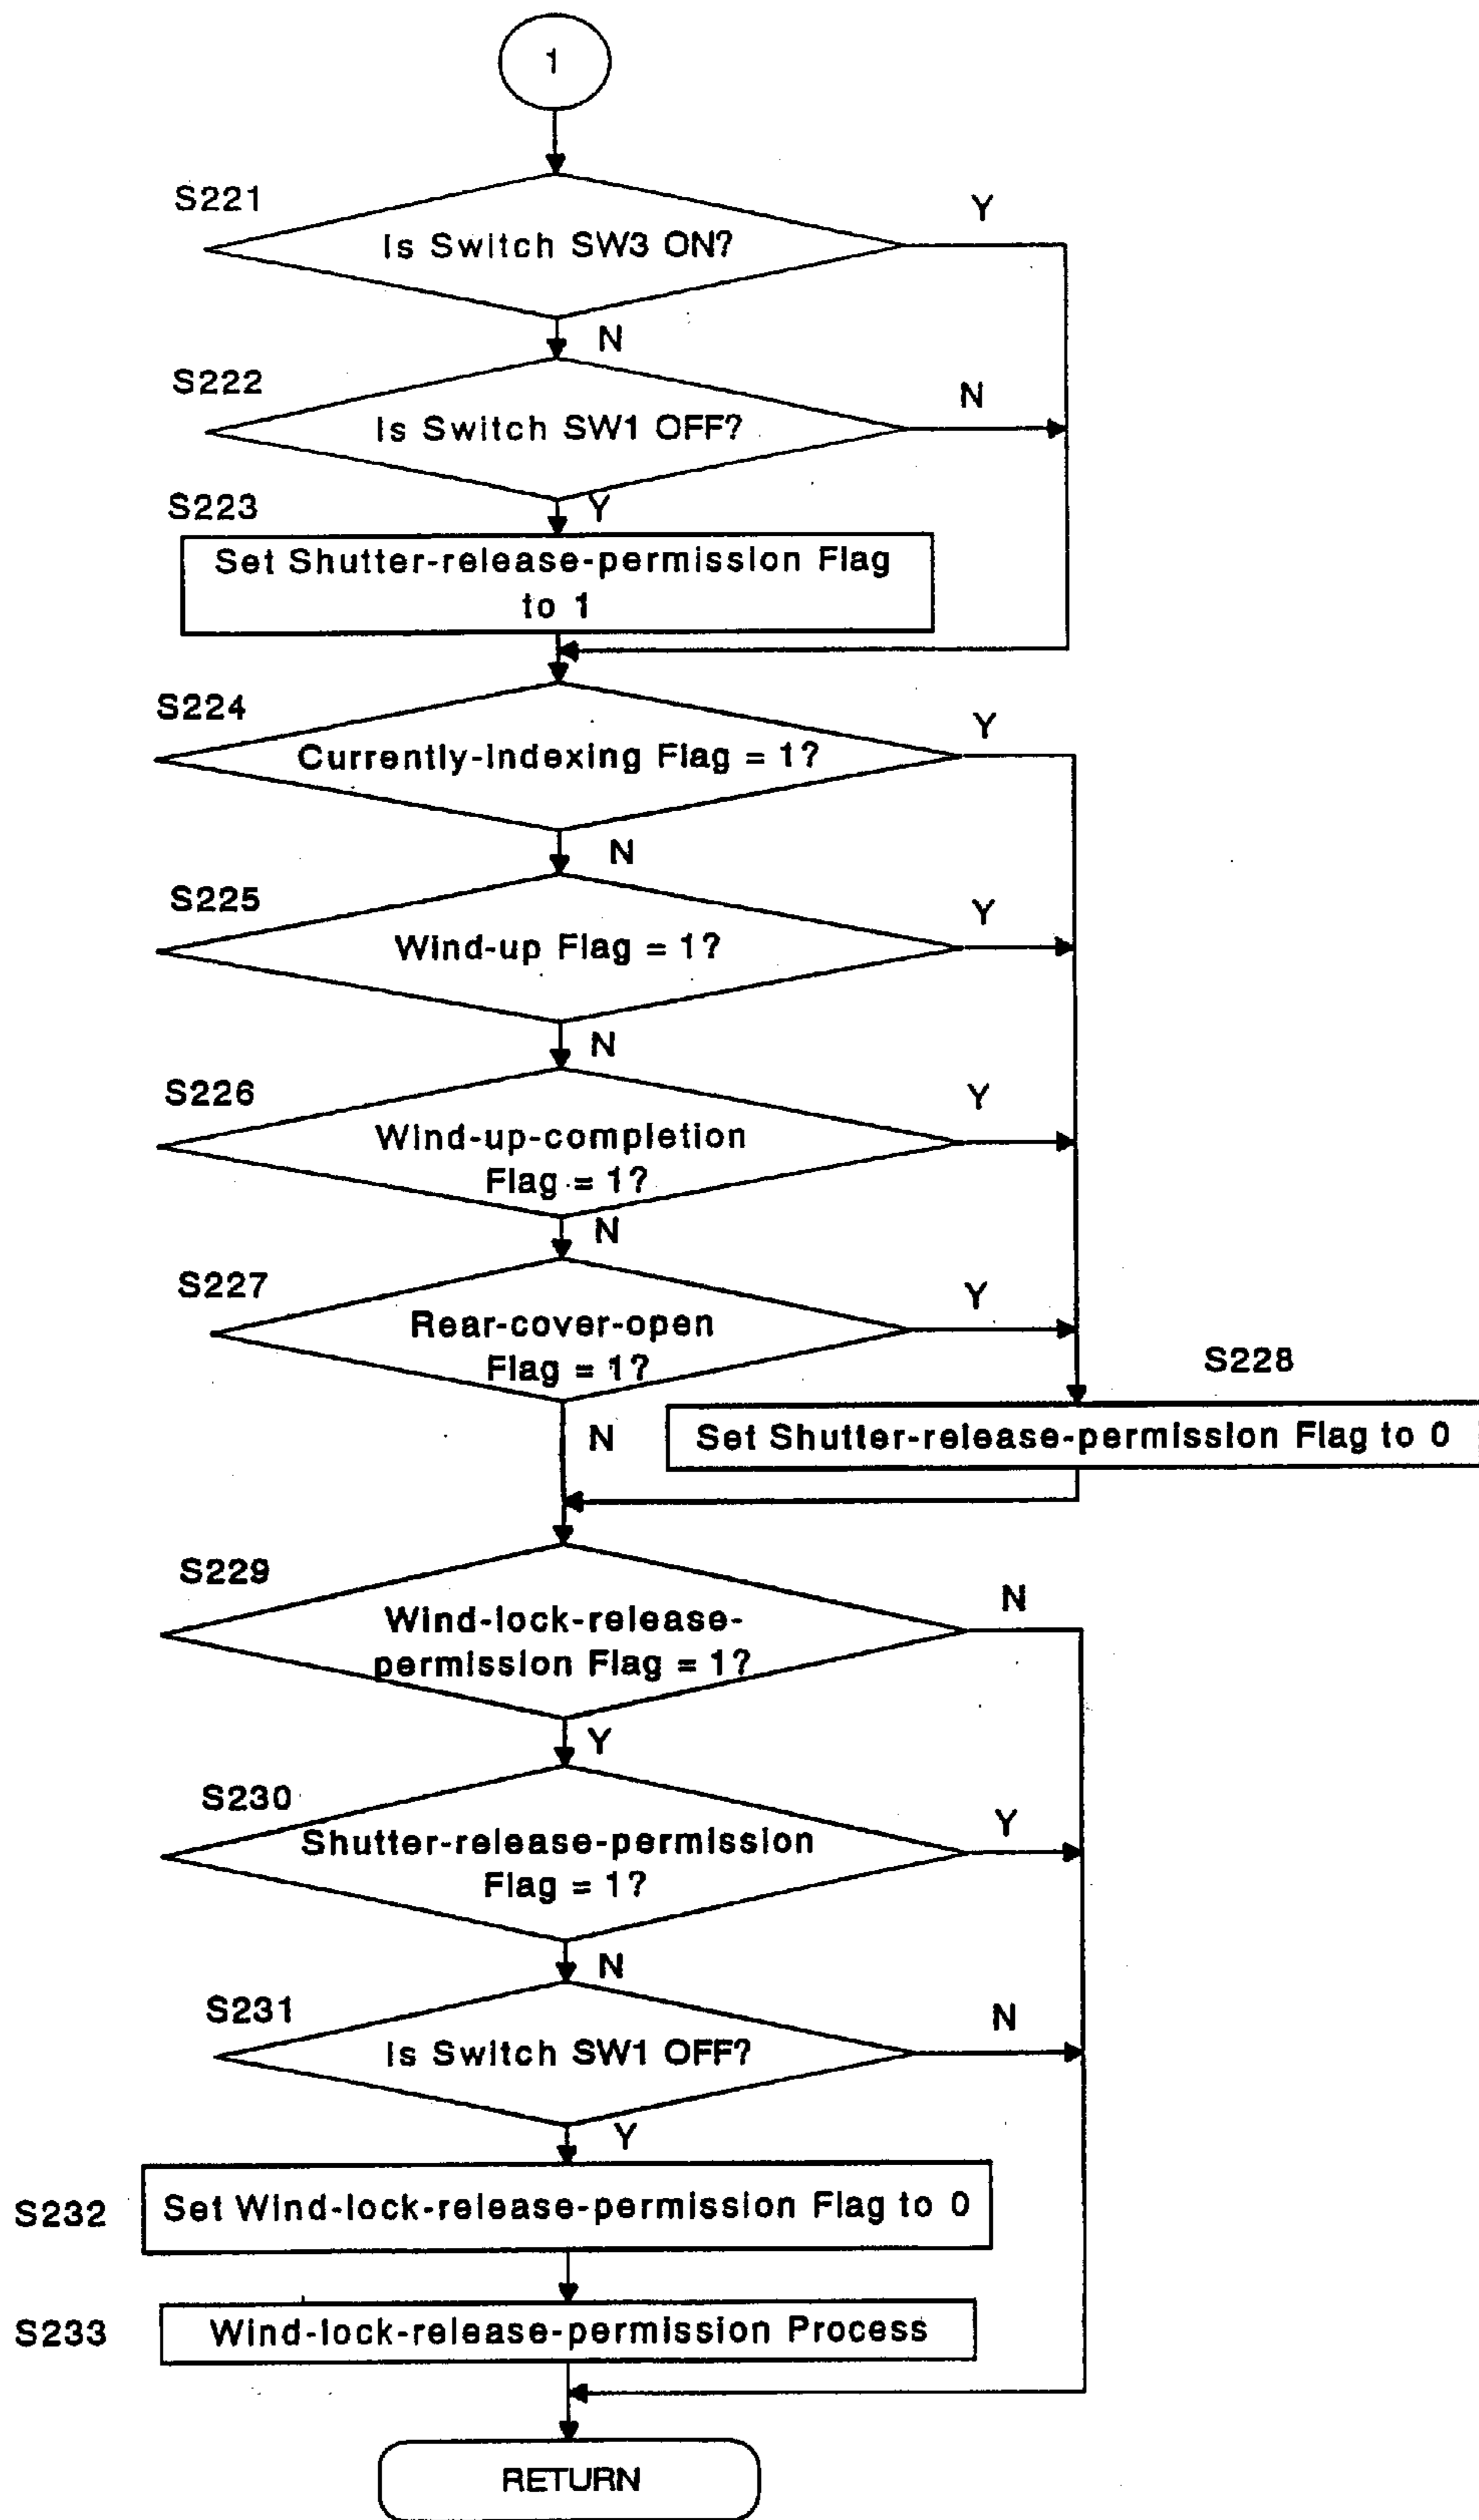 1
S221
Y
Is Switch SW3 ON?
N
S222
N
Is Switch SW1 OFF?
Y
S223
Set Shutter-release-permission Flag
to 1
S224
Y
Currently-Indexing Flag = 1?
N
S225
Y
Wind-up Flag = 1?
N
S226
Y
Wind-up-completion
Flag = 1?
N
S227
Y
Rear-cover-open
Flag = 1?
S228
N
Set Shutter-release-permission Flag to 0
S229
N
Wind-lock-release-
permission Flag = 1?
Y
S230
Y
Shutter-release-permission
Flag = 1?
N
S231
N
Is Switch SW1 OFF?
Y
S232
Set Wind-lock-release-permission Flag to 0
S233
Wind-lock-release-permission Process
RETURN